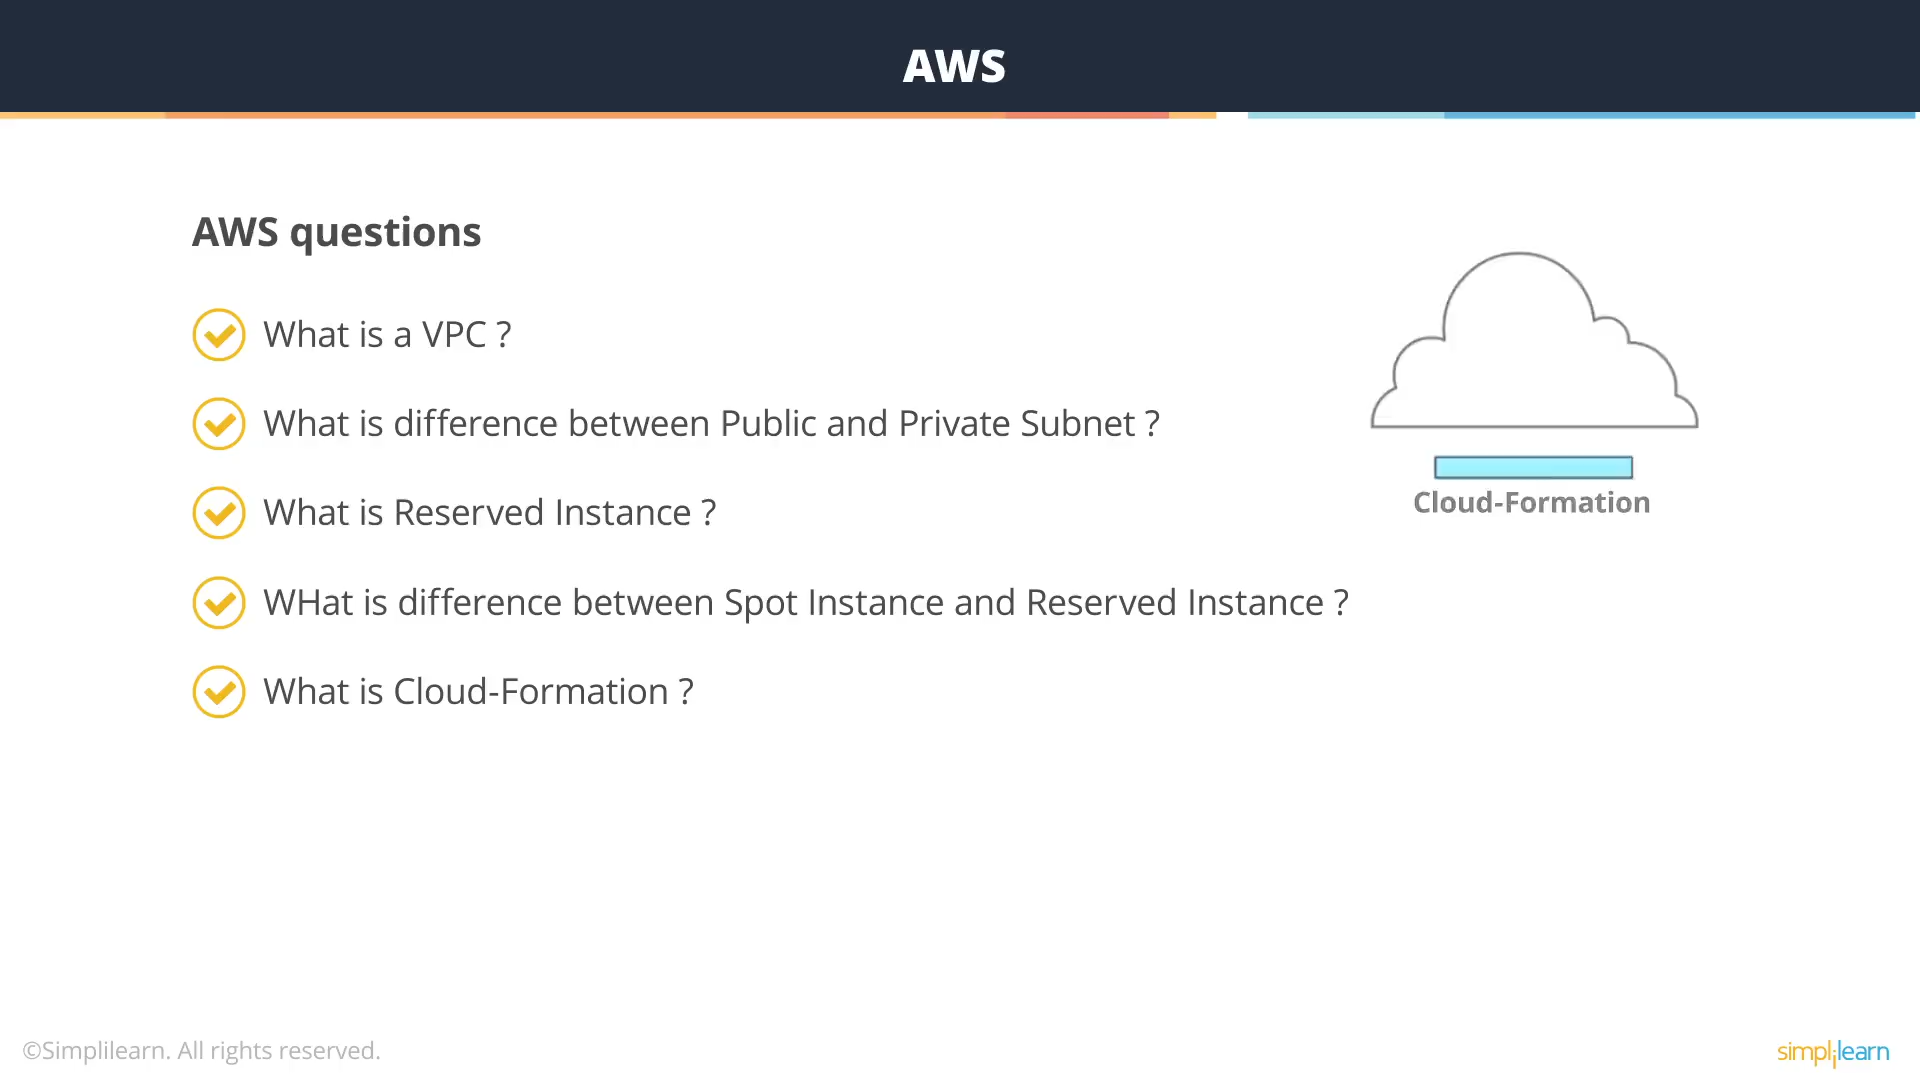 AWS
AWS questions
What is a VPC ?
What is difference between Public and Private Subnet ?
What is Reserved Instance ?
WHat is difference between Spot Instance and Reserved Instance ?
What is Cloud-Formation ?
Cloud-Formation
©Simplilearn. All rights reserved.
simplilearn